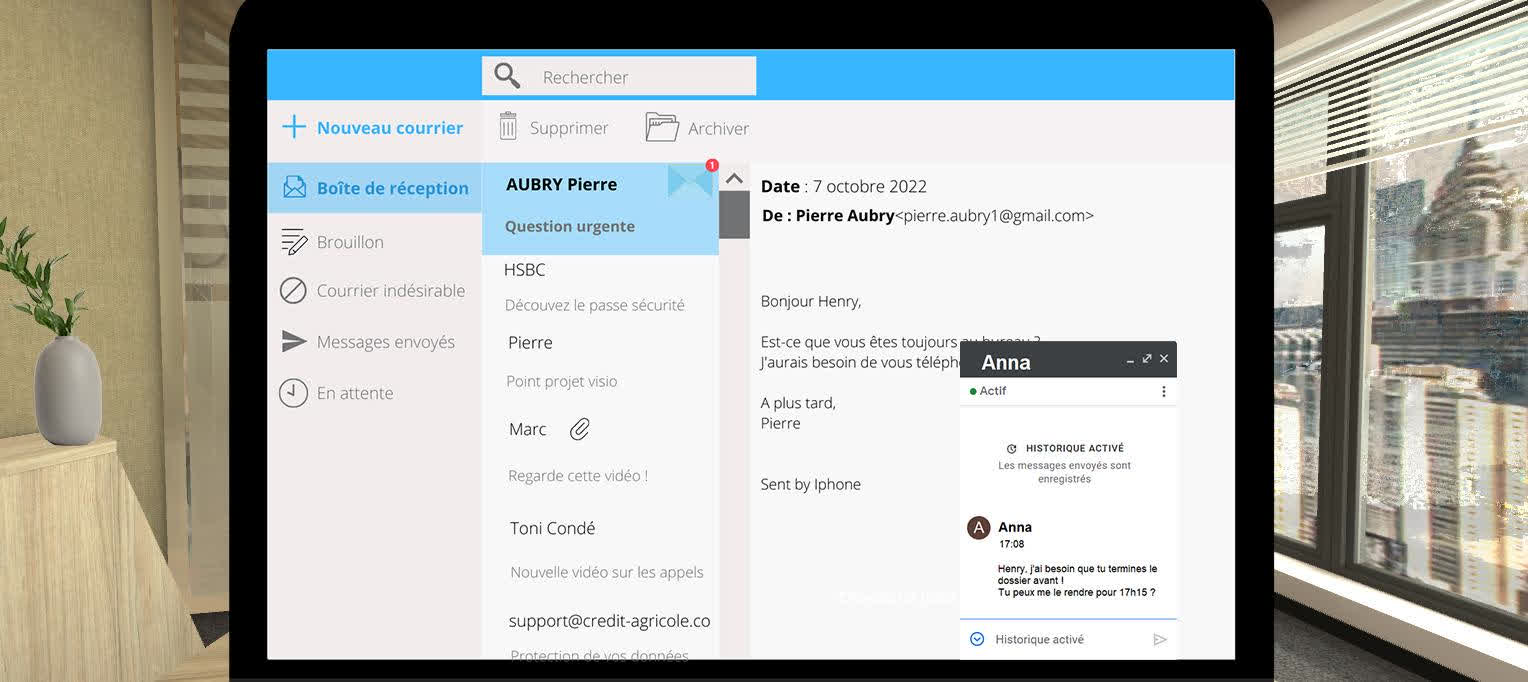 Rechercher
Nouveau courrier
Supprimer
Archiver
Boîte de réception
Brouillon
Courrier indésirable
Messages envoyés
En attente
AUBRY Pierre
1
Question urgente
HSBC
Découvez le passe sécurité
Pierre
Point projet visio
Marc
Regarde cette vidéo !
Toni Condé
Nouvelle vidéo sur les appels
support@credit-agricole.co
Protection de vos données
Date : 7 octobre 2022
De : Pierre Aubry<pierre.aubry1@gmail.com>
Bonjour Henry,
Est-ce que vous êtes toujours au bureau ?
J'aurais besoin de vous téléph
A plus tard,
Pierre
Sent by Iphone
Anna
Actif
HISTORIQUE ACTIVÉ
Les messages envoyés sont
enregistrés
A
Anna
17:08
Henry, j'ai besoin que tu termines le
dossier avant !
Tu peux me le rendre pour 17h15 ?
Historique activé